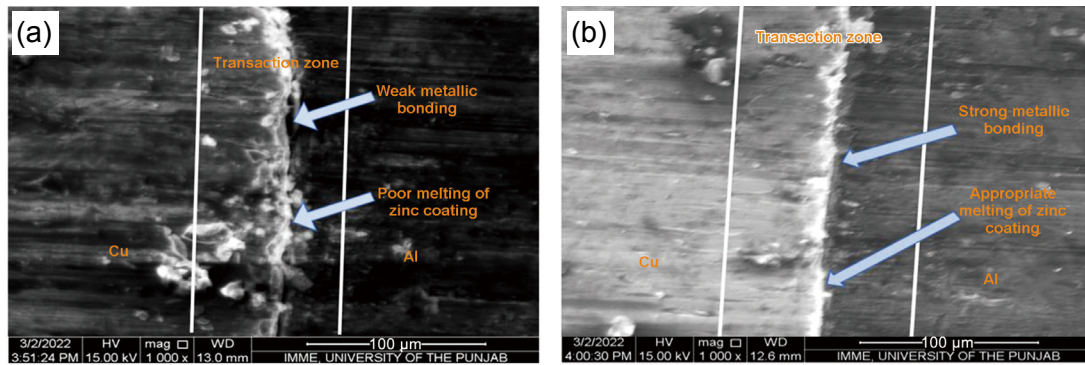 (a)
Transaction zone
Weak metallic
bonding
Poor melting of
zinc coating
Cu
Al
3/2/2022 HV mag WD 100 µm
3:51:24 PM 15.00 kV 1 000 x 13.0 mm IMME, UNIVERSITY OF THE PUNJAB
(b)
Transaction zone
Strong metallic
bonding
Appropriate
melting of zinc
coating
Cu
Al
3/2/2022 HV mag WD 100 µm
4:00:30 PM 15.00 kV 1 000 x 12.6 mm IMME, UNIVERSITY OF THE PUNJAB